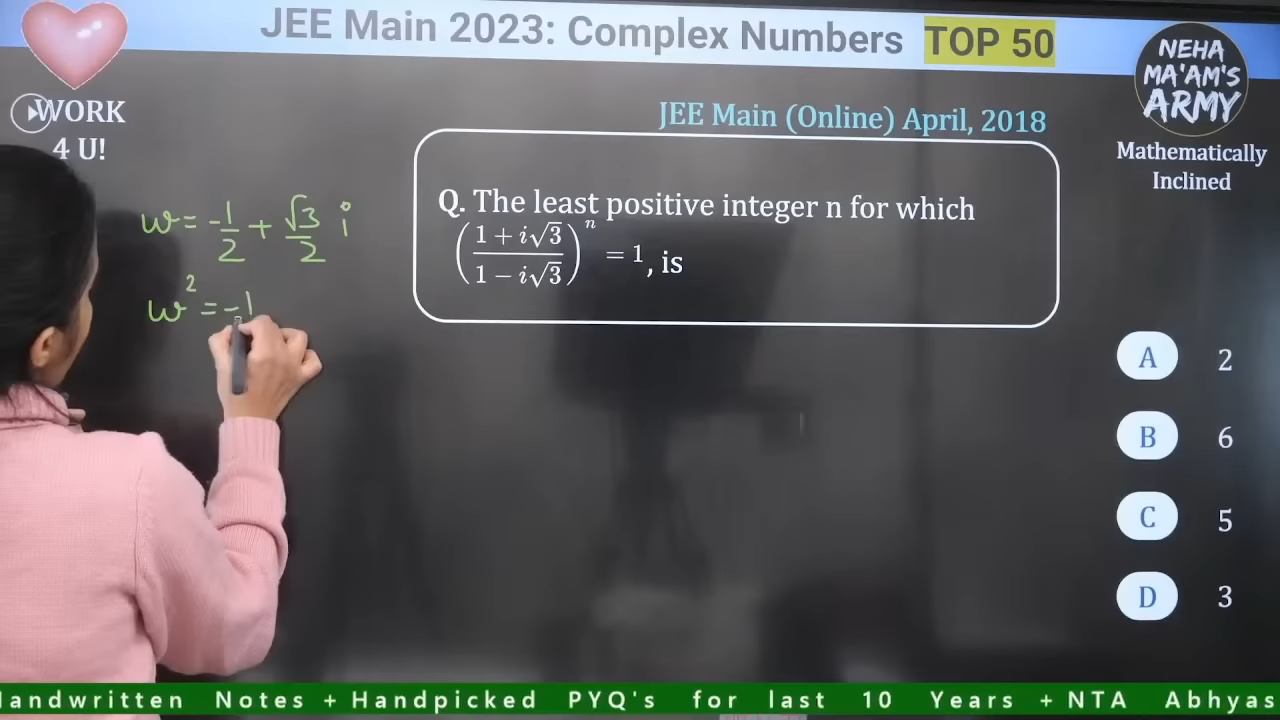 JEE Main 2023: Complex Numbers TOP 50
WORK
4 U!
NEHA
MA'AM'S
ARMY
Mathematically
Inclined
JEE Main (Online) April, 2018
Q. The least positive integer n for which
((1 + i√3)/(1 − i√3))^n = 1, is
w = -1/2 + √3/2 i
w² = -1
A 2
B 6
C 5
D 3
Handwritten Notes + Handpicked PYQ's for last 10 Years + NTA Abhyas